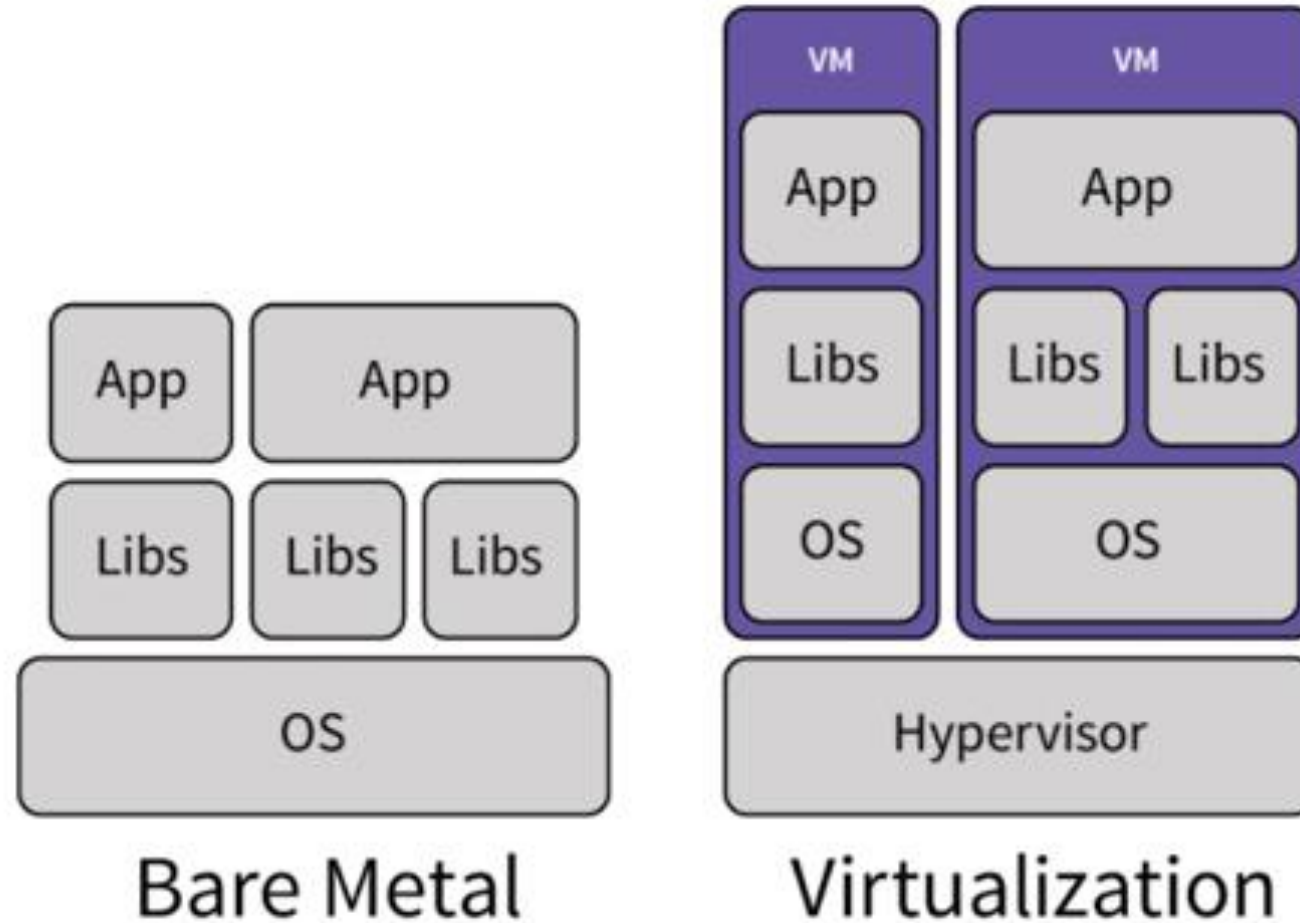 VM VM
App App
Libs Libs Libs
OS OS
App App
Libs Libs Libs
OS
Hypervisor
Bare Metal
Virtualization